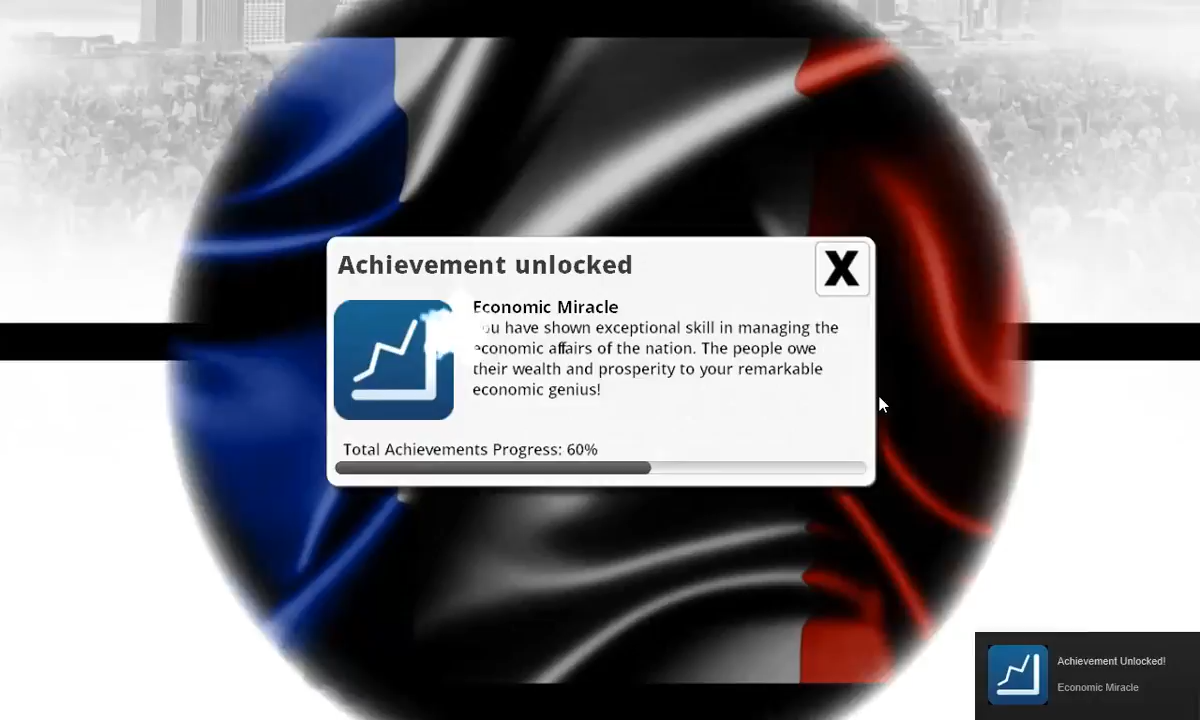 Achievement unlocked
X
Economic Miracle
You have shown exceptional skill in managing the
economic affairs of the nation. The people owe
their wealth and prosperity to your remarkable
economic genius!
Total Achievements Progress: 60%
Achievement Unlocked!
Economic Miracle